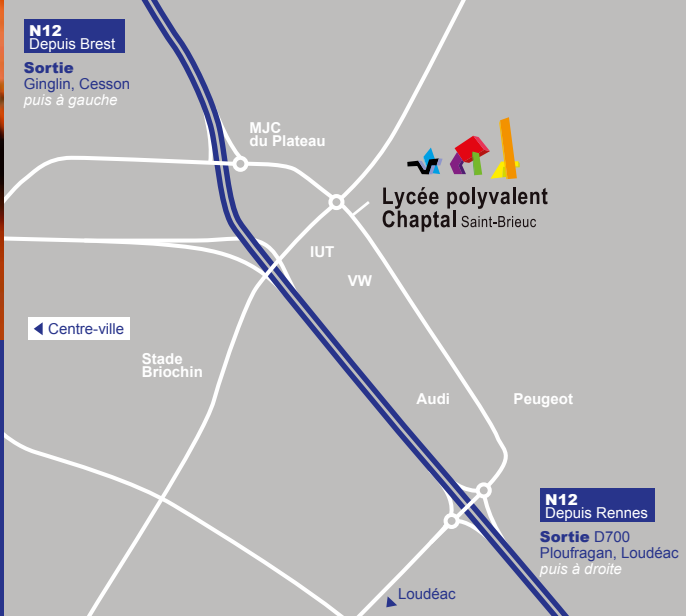 N12
Depuis Brest
Sortie
Ginglin, Cesson
puis à gauche
MJC
du Plateau
Lycée polyvalent
Chaptal Saint-Brieuc
IUT
VW
Centre-ville
Stade
Briochin
Audi
Peugeot
N12
Depuis Rennes
Sortie D700
Ploufragan, Loudéac
puis à droite
Loudéac